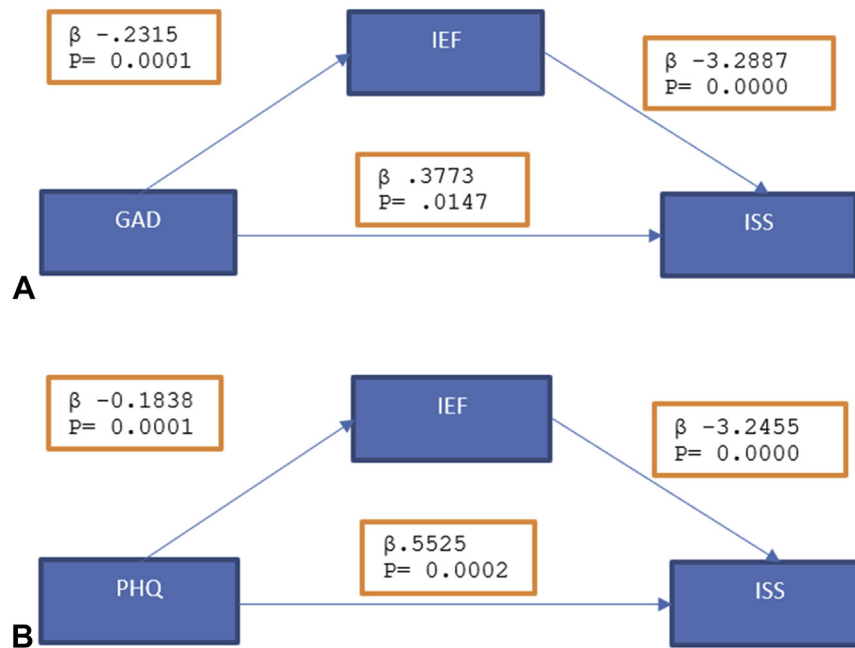 β -.2315
P= 0.0001
IEF
β -3.2887
P= 0.0000
β .3773
P= .0147
GAD
ISS
A
β -0.1838
P= 0.0001
IEF
β -3.2455
P= 0.0000
β.5525
P= 0.0002
PHQ
ISS
B